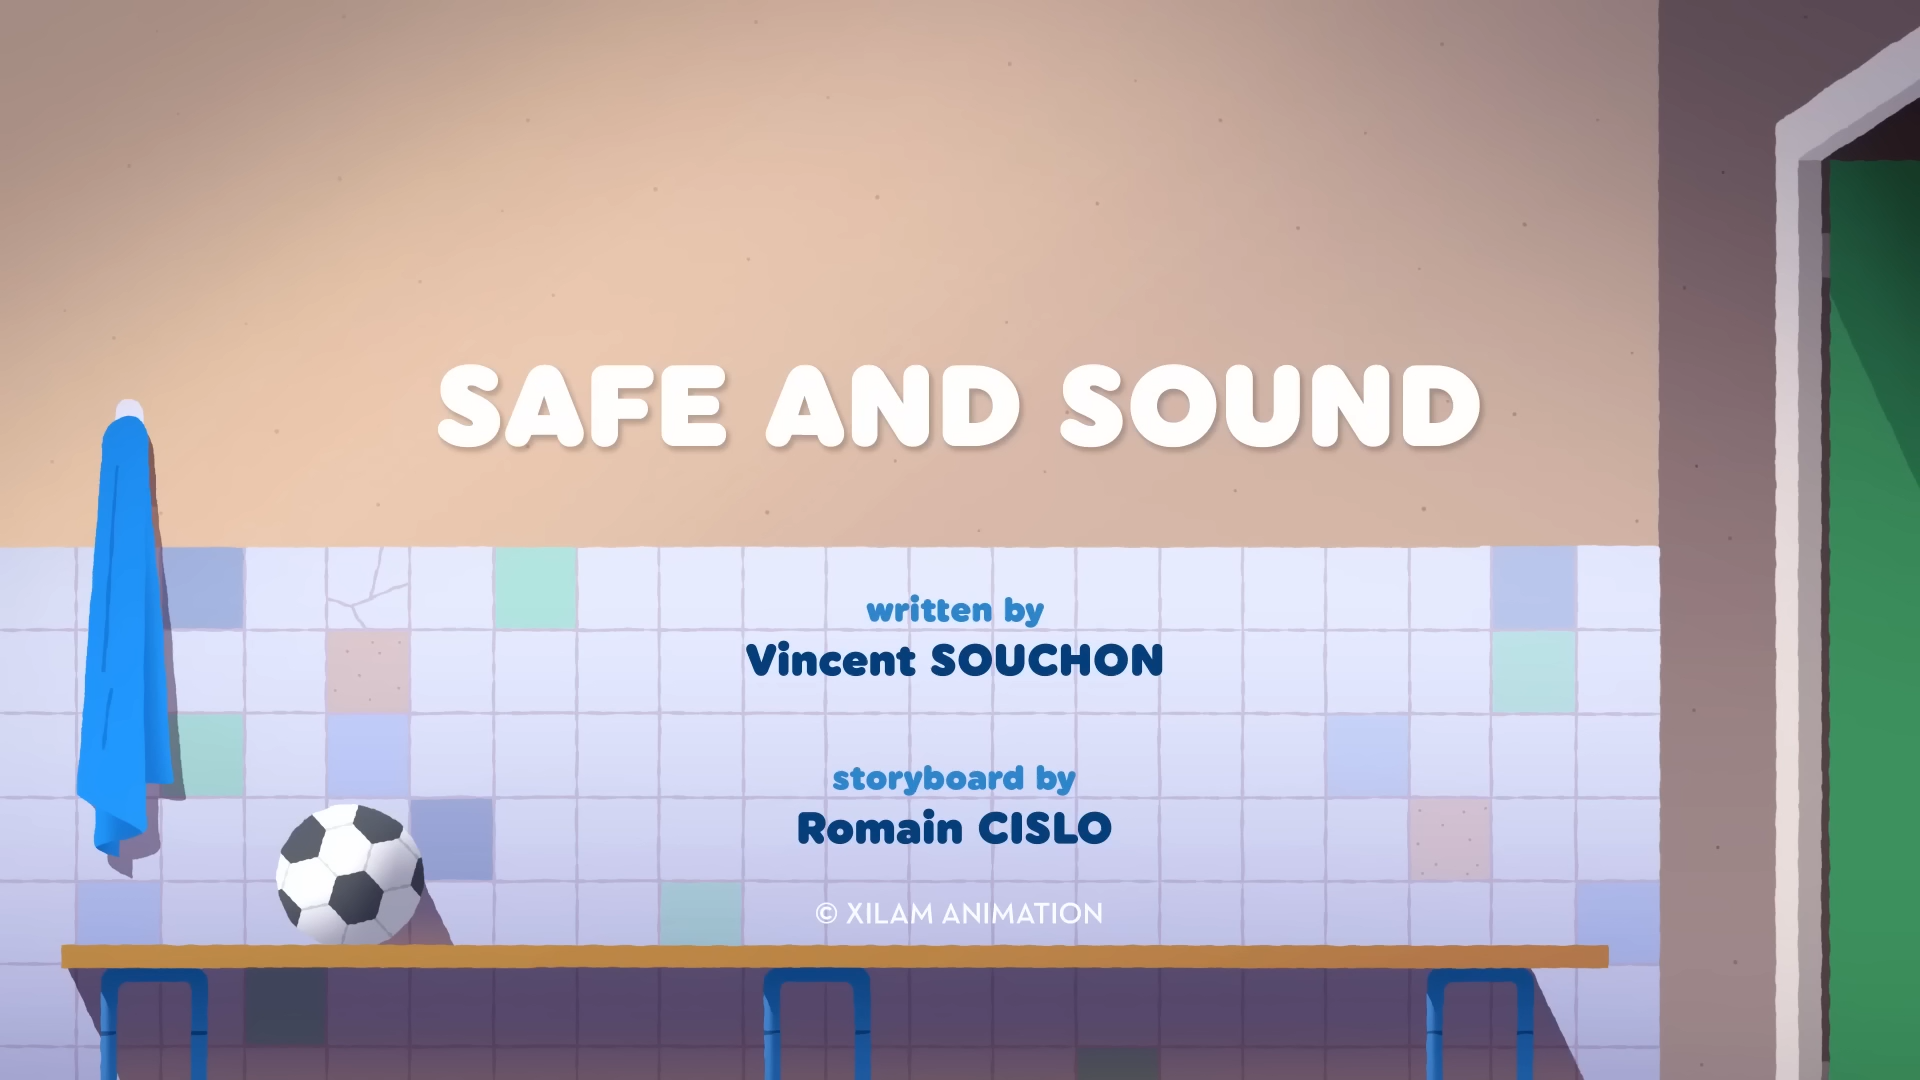 SAFE AND SOUND
written by
Vincent SOUCHON
storyboard by
Romain CISLO
© XILAM ANIMATION